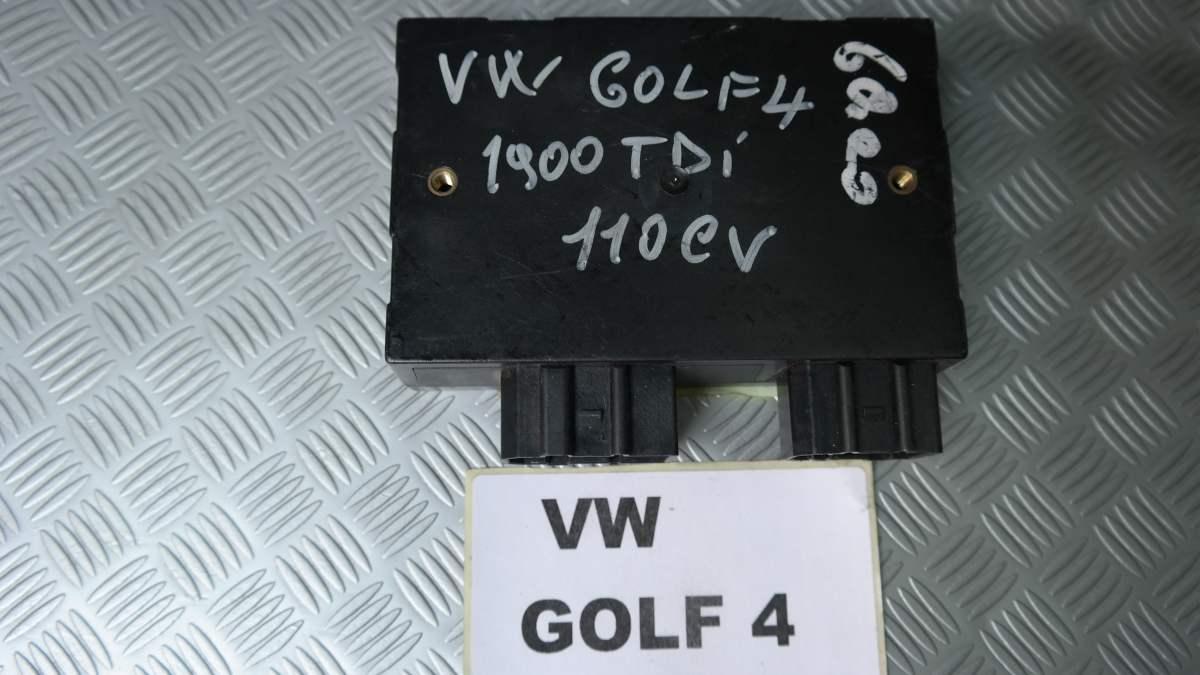 VW GOLF4
1900 TDi
110CV
VW
GOLF 4